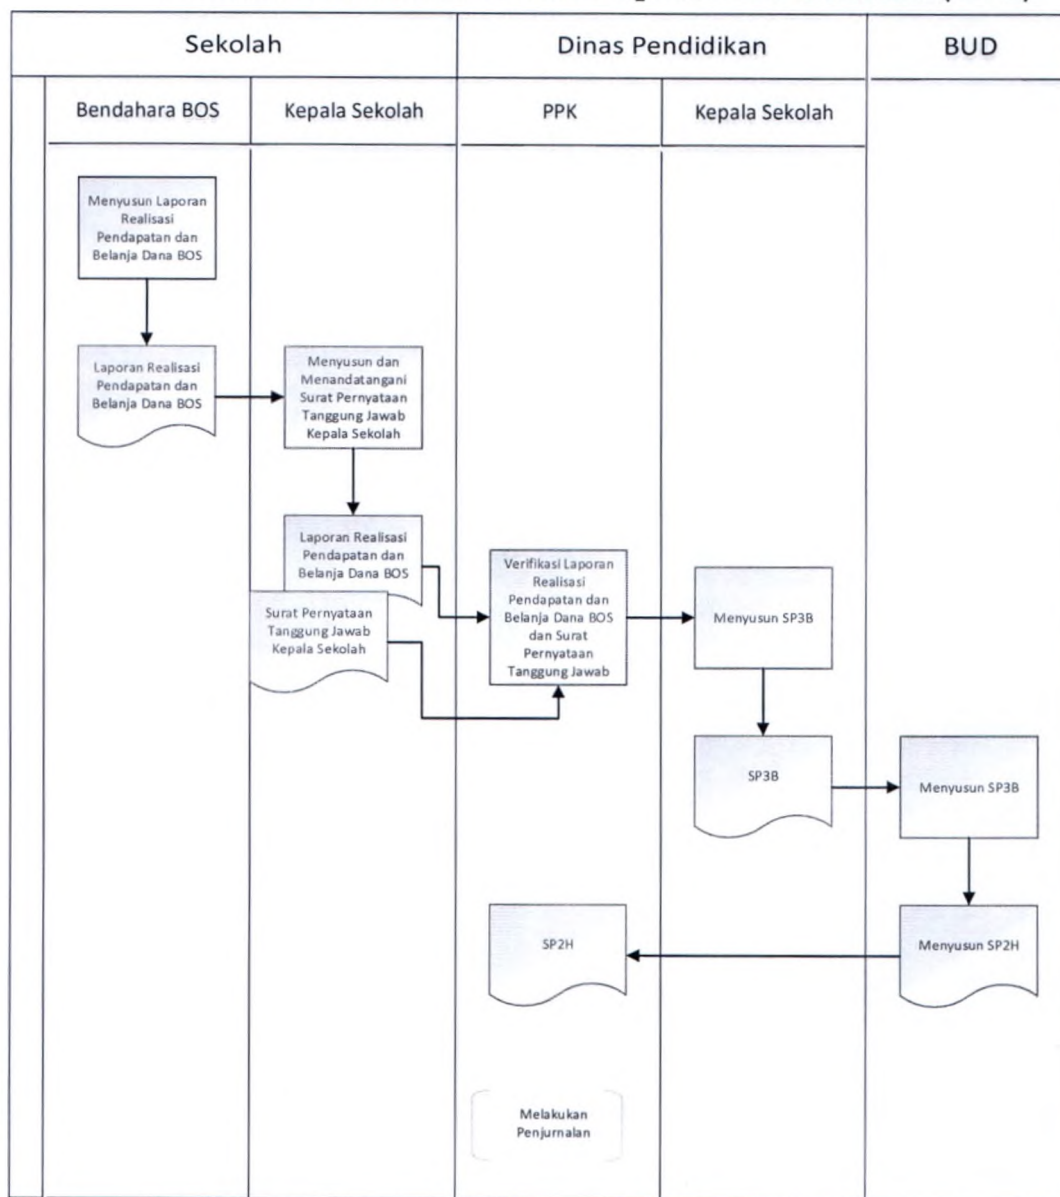 Sekolah
Dinas Pendidikan
BUD
Bendahara BOS
Kepala Sekolah
PPK
Kepala Sekolah
Menyusun Laporan
Realisasi
Pendapatan dan
Belanja Dana BOS
Laporan Realisasi
Pendapatan dan
Belanja Dana BOS
Menyusun dan
Menandatangani
Surat Pernyataan
Tanggung Jawab
Kepala Sekolah
Laporan Realisasi
Pendapatan dan
Belanja Dana BOS
Surat Pernyataan
Tanggung Jawab
Kepala Sekolah
Verifikasi Laporan
Realisasi
Pendapatan dan
Belanja Dana BOS
dan Surat
Pernyataan
Tanggung Jawab
Menyusun SP3B
SP3B
Menyusun SP3B
Menyusun SP2H
SP2H
Melakukan
Penjurnalan